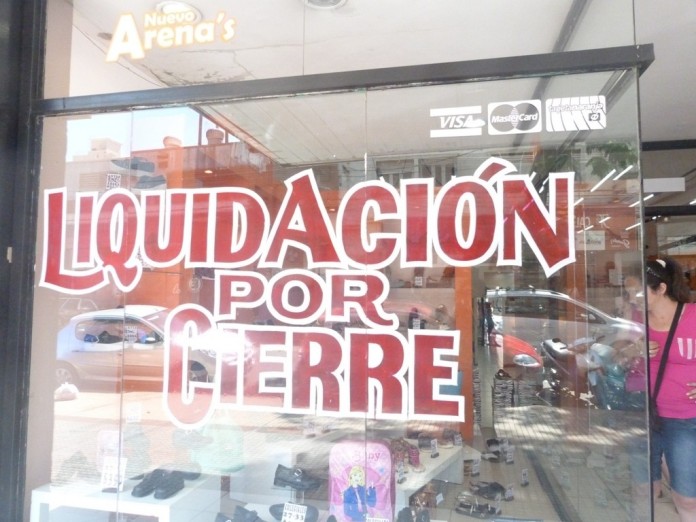 Nuevo
Arena's
VISA MasterCard
LIQUIDACIÓN
POR
CIERRE